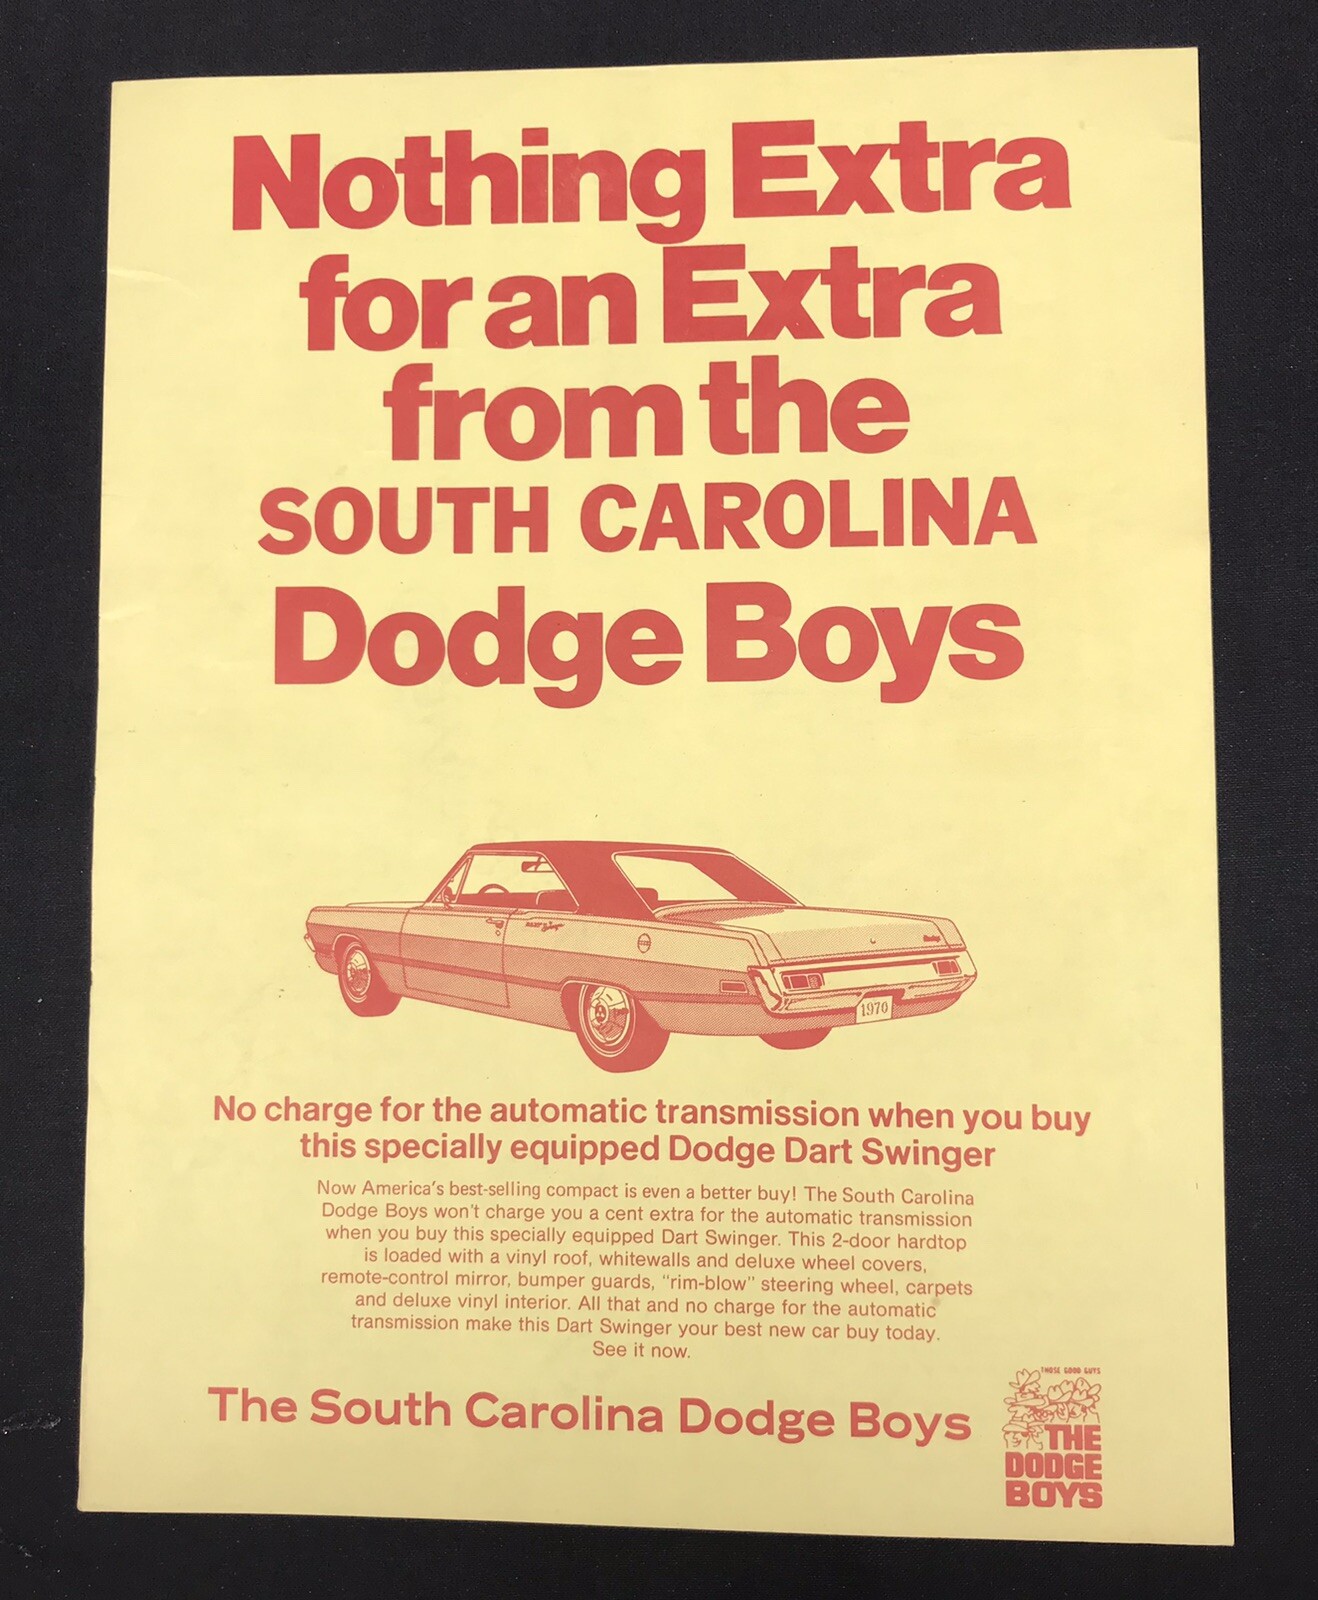 Nothing Extra
for an Extra
from the
SOUTH CAROLINA
Dodge Boys
1970
No charge for the automatic transmission when you buy
this specially equipped Dodge Dart Swinger
Now America's best-selling compact is even a better buy! The South Carolina
Dodge Boys won't charge you a cent extra for the automatic transmission
when you buy this specially equipped Dart Swinger. This 2-door hardtop
is loaded with a vinyl roof, whitewalls and deluxe wheel covers,
remote-control mirror, bumper guards, "rim-blow" steering wheel, carpets
and deluxe vinyl interior. All that and no charge for the automatic
transmission make this Dart Swinger your best new car buy today.
See it now.
The South Carolina Dodge Boys
THOSE GOOD GUYS
THE
DODGE
BOYS